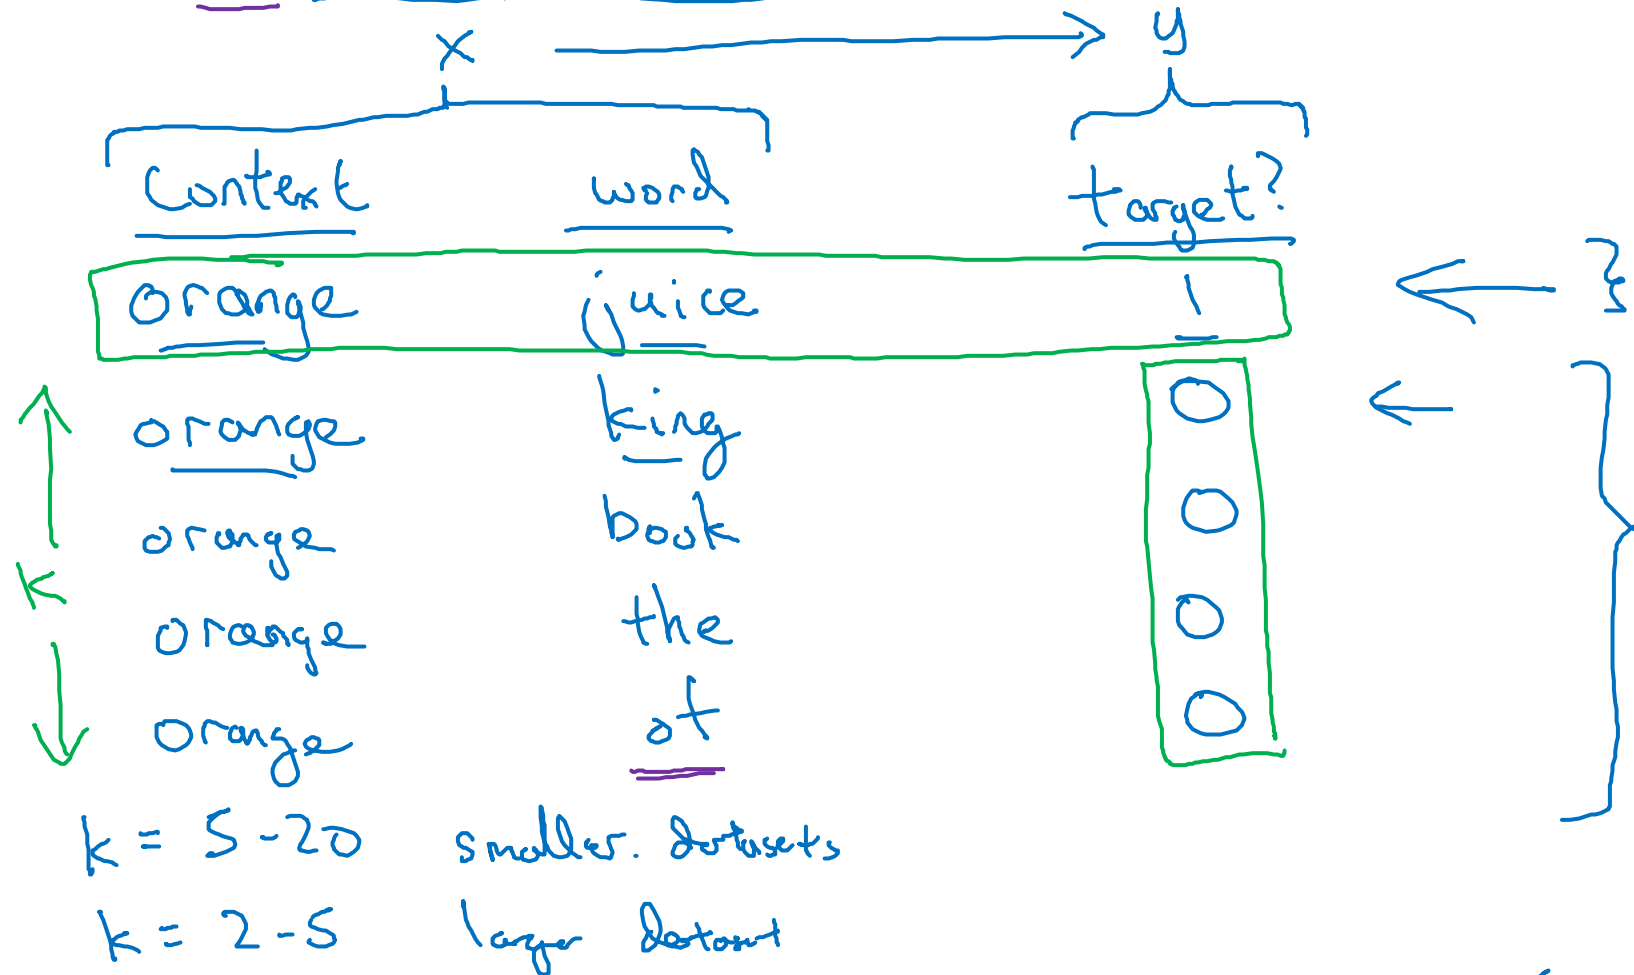 x y
Context word target?
orange juice 1
orange king 0
orange book 0
k
orange the 0
orange of 0
k = 5-20 smaller. datasets
k = 2-5 larger dataset